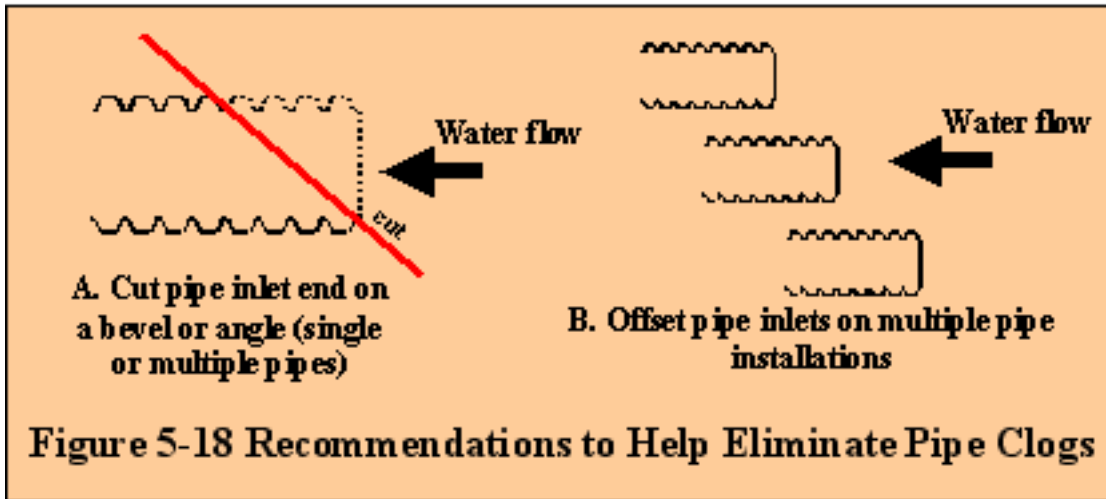 Water flow
cut
A. Cut pipe inlet end on
a bevel or angle (single
or multiple pipes)
Water flow
B. Offset pipe inlets on multiple pipe
installations
Figure 5-18 Recommendations to Help Eliminate Pipe Clogs